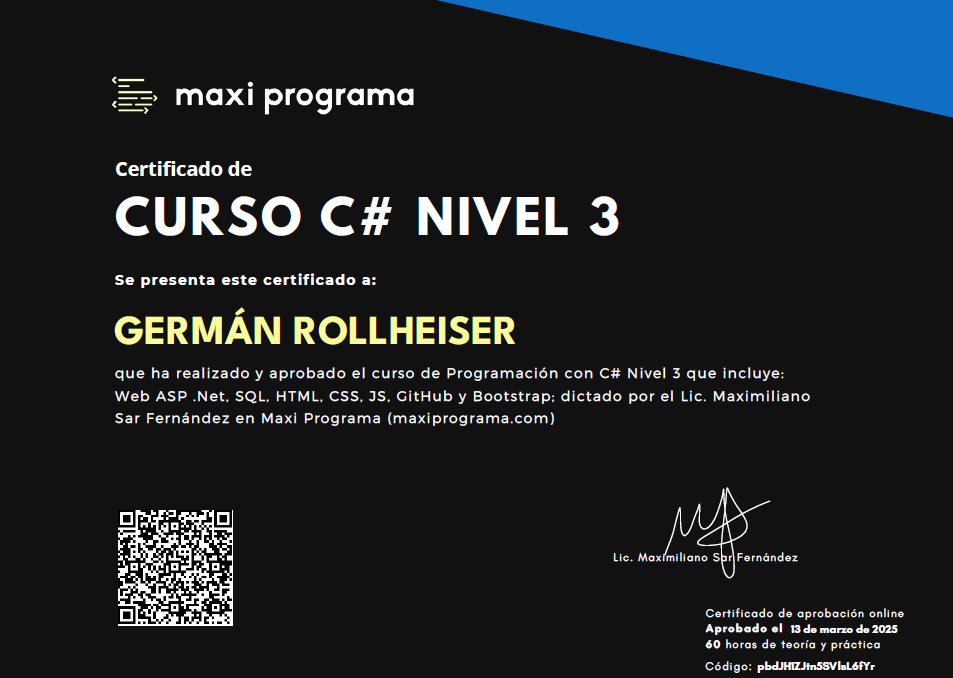 maxi programa
Certificado de
CURSO C# NIVEL 3
Se presenta este certificado a:
GERMÁN ROLLHEISER
que ha realizado y aprobado el curso de Programación con C# Nivel 3 que incluye:
Web ASP .Net, SQL, HTML, CSS, JS, GitHub y Bootstrap; dictado por el Lic. Maximiliano
Sar Fernández en Maxi Programa (maxiprograma.com)
Lic. Maximiliano Sar Fernández
Certificado de aprobación online
Aprobado el 13 de marzo de 2025
60 horas de teoría y práctica
Código: